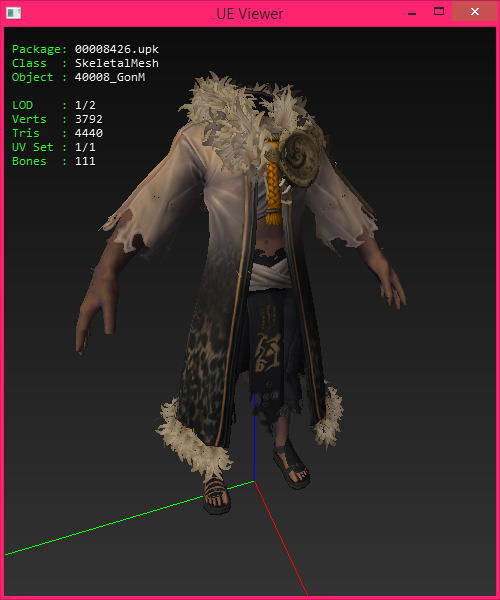 UE Viewer
Package: 00008426.upk
Class : SkeletalMesh
Object : 40008_GonM
LOD : 1/2
Verts : 3792
Tris : 4440
UV Set : 1/1
Bones : 111